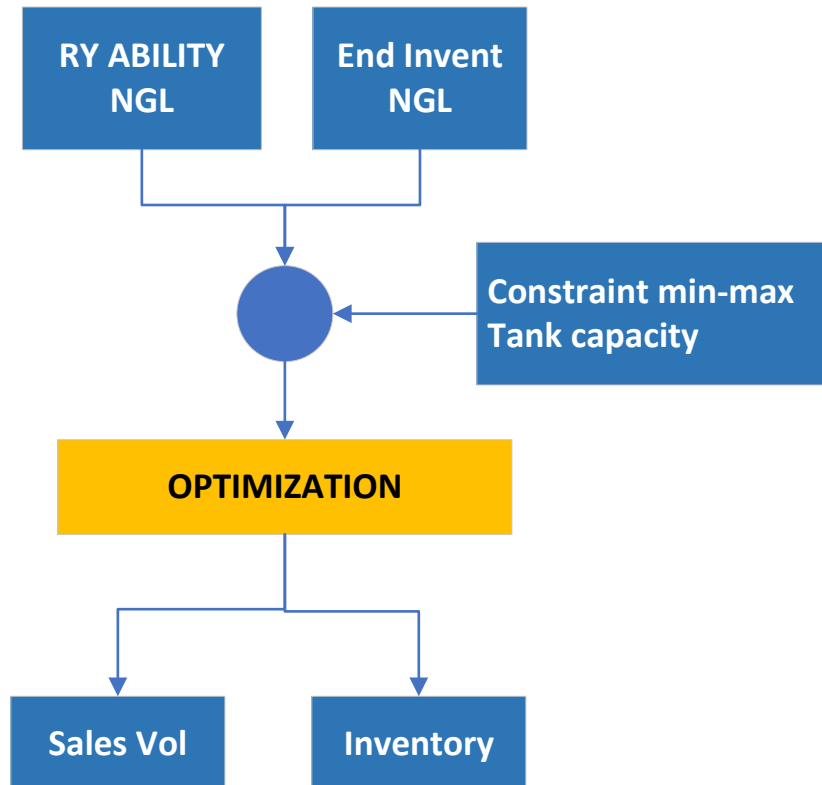 RY ABILITY
NGL
End Invent
NGL
Constraint min-max
Tank capacity
OPTIMIZATION
Sales Vol
Inventory